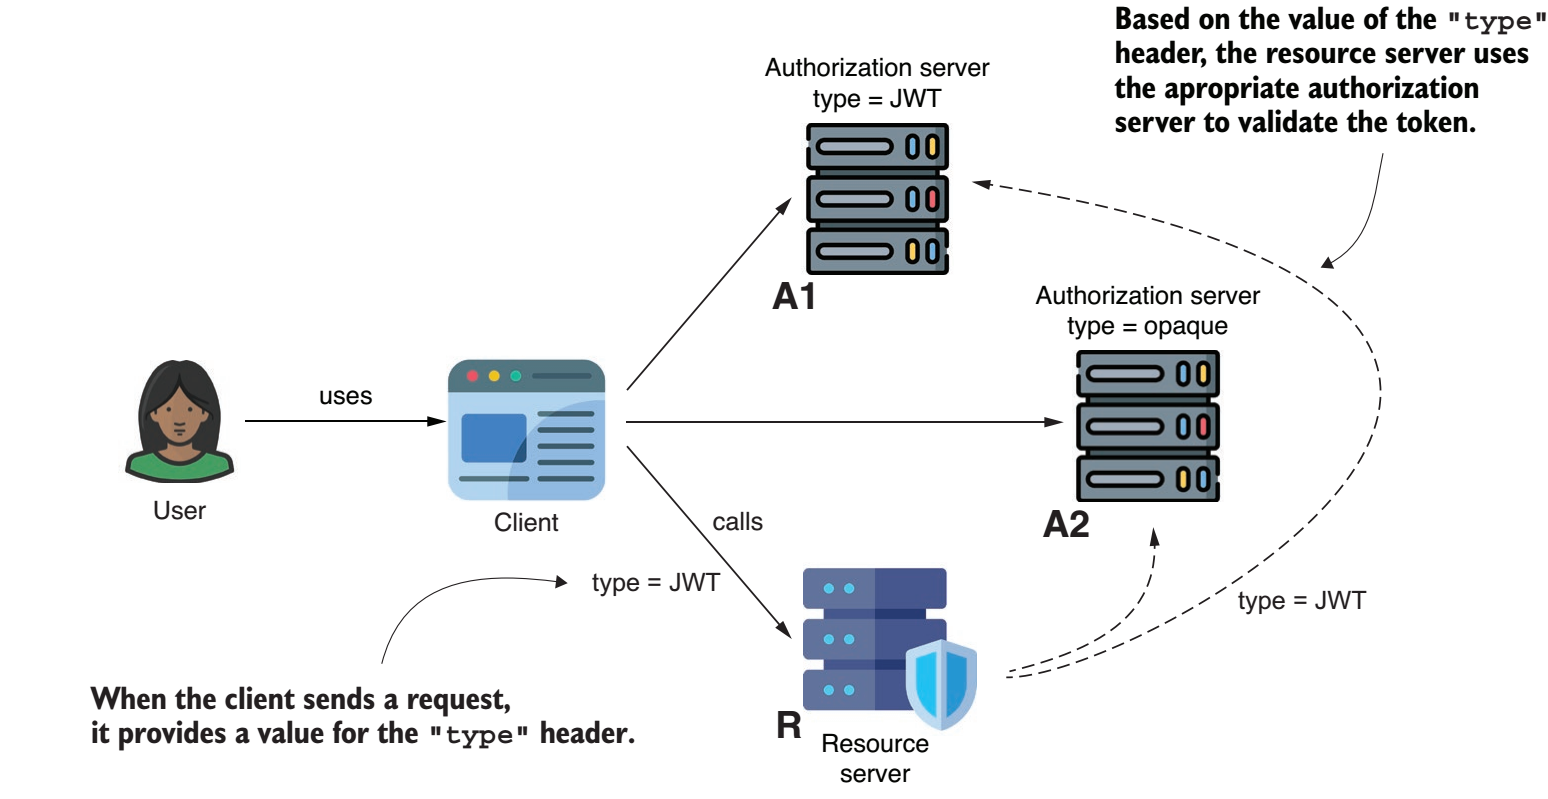 Based on the value of the "type"
header, the resource server uses
the apropriate authorization
server to validate the token.
Authorization server
type = JWT
A1
Authorization server
type = opaque
A2
uses
User
Client
calls
type = JWT
type = JWT
When the client sends a request,
it provides a value for the "type" header.
R
Resource
server